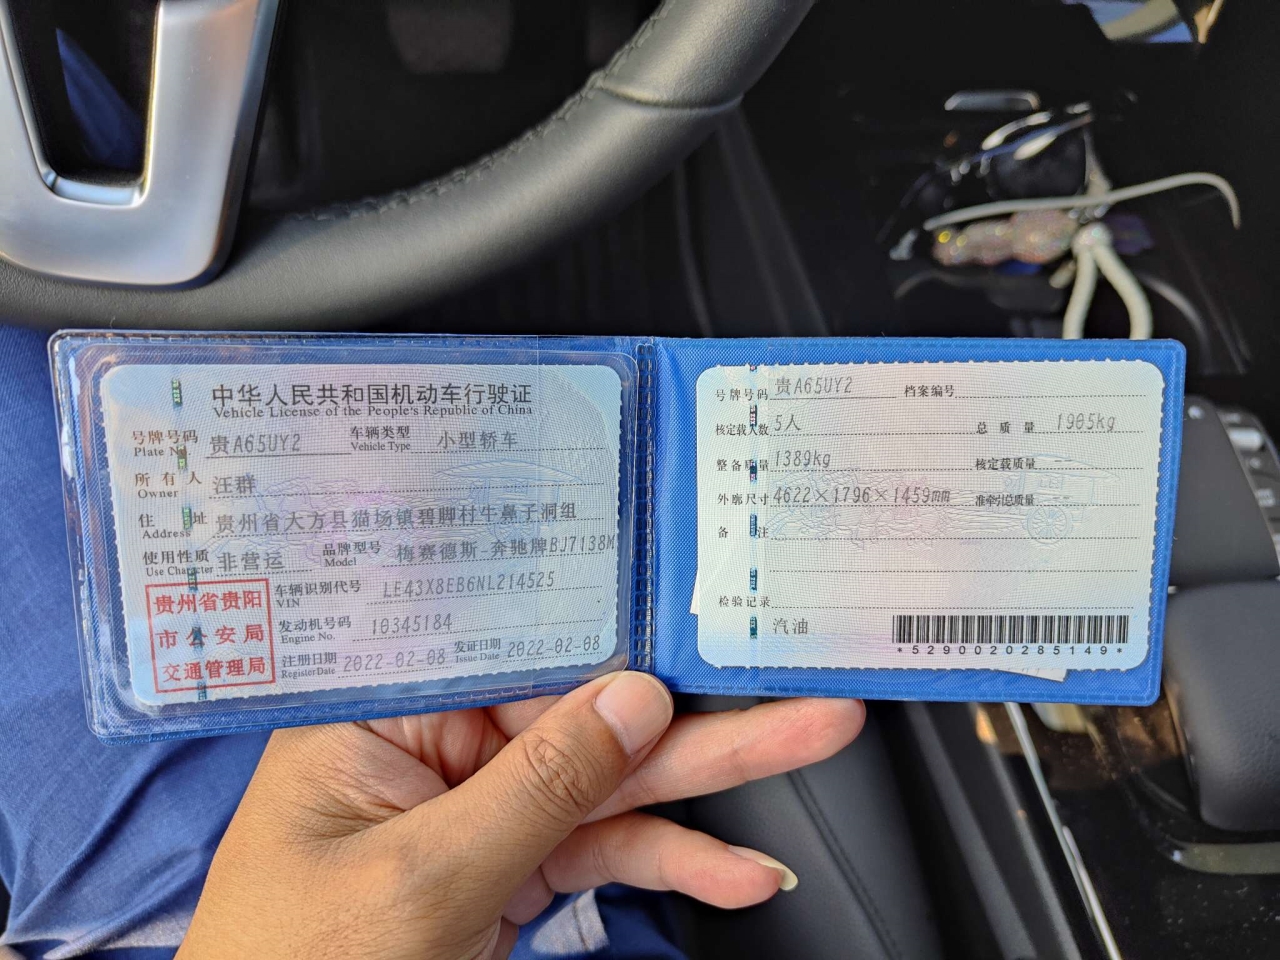 中华人民共和国机动车行驶证
Vehicle License of the People's Republic of China
号牌号码 贵A65UY2 车辆类型 小型轿车
Plate No. Vehicle Type
所有人 汪群
Owner
住址 贵州省大方县猫场镇碧脚村牛鼻子洞组
Address
使用性质 非营运 品牌型号 梅赛德斯-奔驰牌BJ7138M
Use Character Model
贵州省贵阳
市公安局
交通管理局
车辆识别代号 LE43X8EB6NL214525
VIN
发动机号码 10345184
Engine No.
注册日期 2022-02-08 发证日期 2022-02-08
Register Date Issue Date
号牌号码 贵A65UY2 档案编号
核定载人数 5人 总质量 1905kg
整备质量 1389kg 核定载质量
外廓尺寸 4622×1796×1459mm 准牵引总质量
备注
检验记录
汽油
*5290020285149*